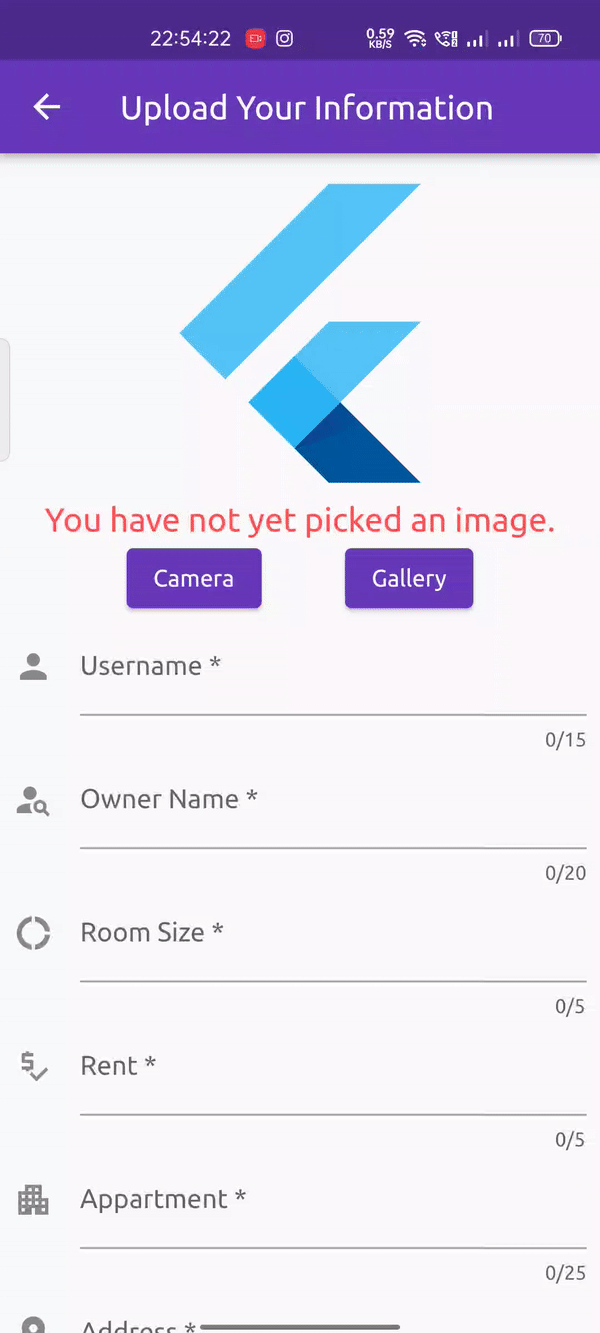 22:54:22 0.59 KB/S 70
Upload Your Information
You have not yet picked an image.
Camera Gallery
Username *
0/15
Owner Name *
0/20
Room Size *
0/5
Rent *
0/5
Appartment *
0/25
Address *